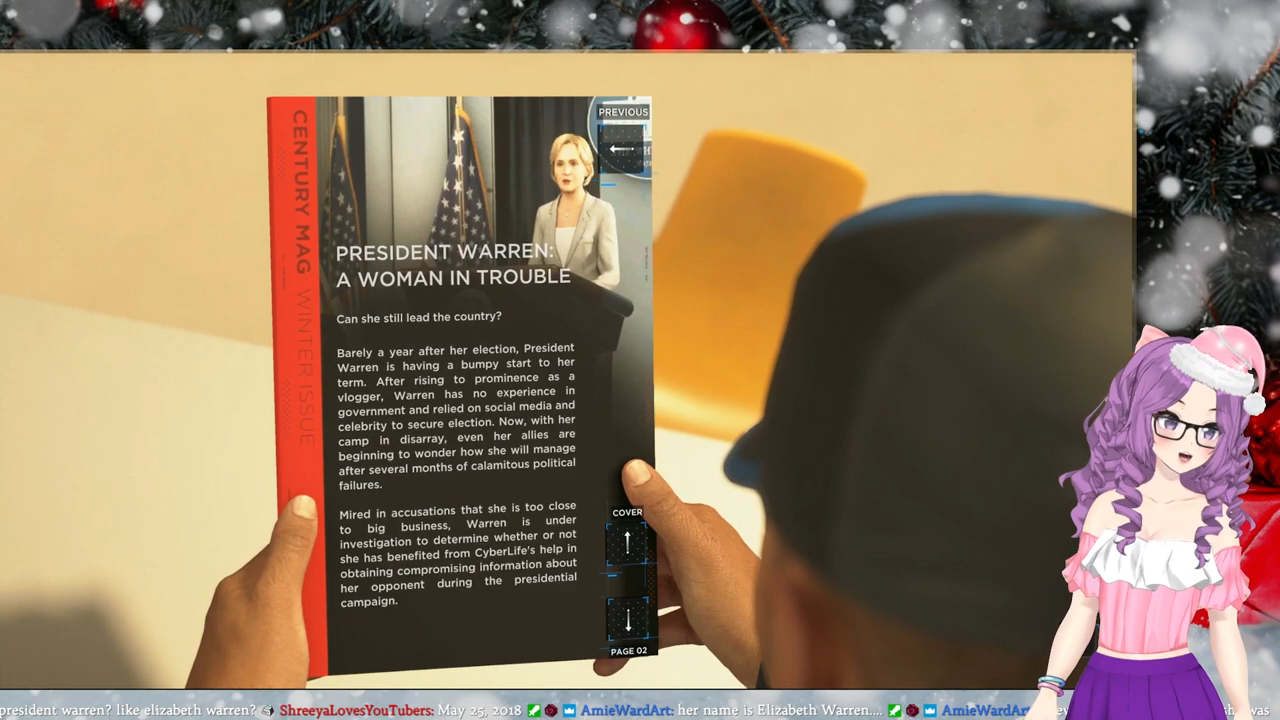 PREVIOUS
CENTURY MAG WINTER ISSUE
PRESIDENT WARREN:
A WOMAN IN TROUBLE
Can she still lead the country?
Barely a year after her election, President
Warren is having a bumpy start to her
term. After rising to prominence as a
vlogger, Warren has no experience in
government and relied on social media and
celebrity to secure election. Now, with her
camp in disarray, even her allies are
beginning to wonder how she will manage
after several months of calamitous political
failures.
Mired in accusations that she is too close
to big business, Warren is under
investigation to determine whether or not
she has benefited from CyberLife's help in
obtaining compromising information about
her opponent during the presidential
campaign.
COVER
PAGE 02
president warren? like elizabeth warren? ShreeyaLovesYouTubers: May 25, 2018 AmieWardArt: her name is Elizabeth Warren.... AmieWardArt: was